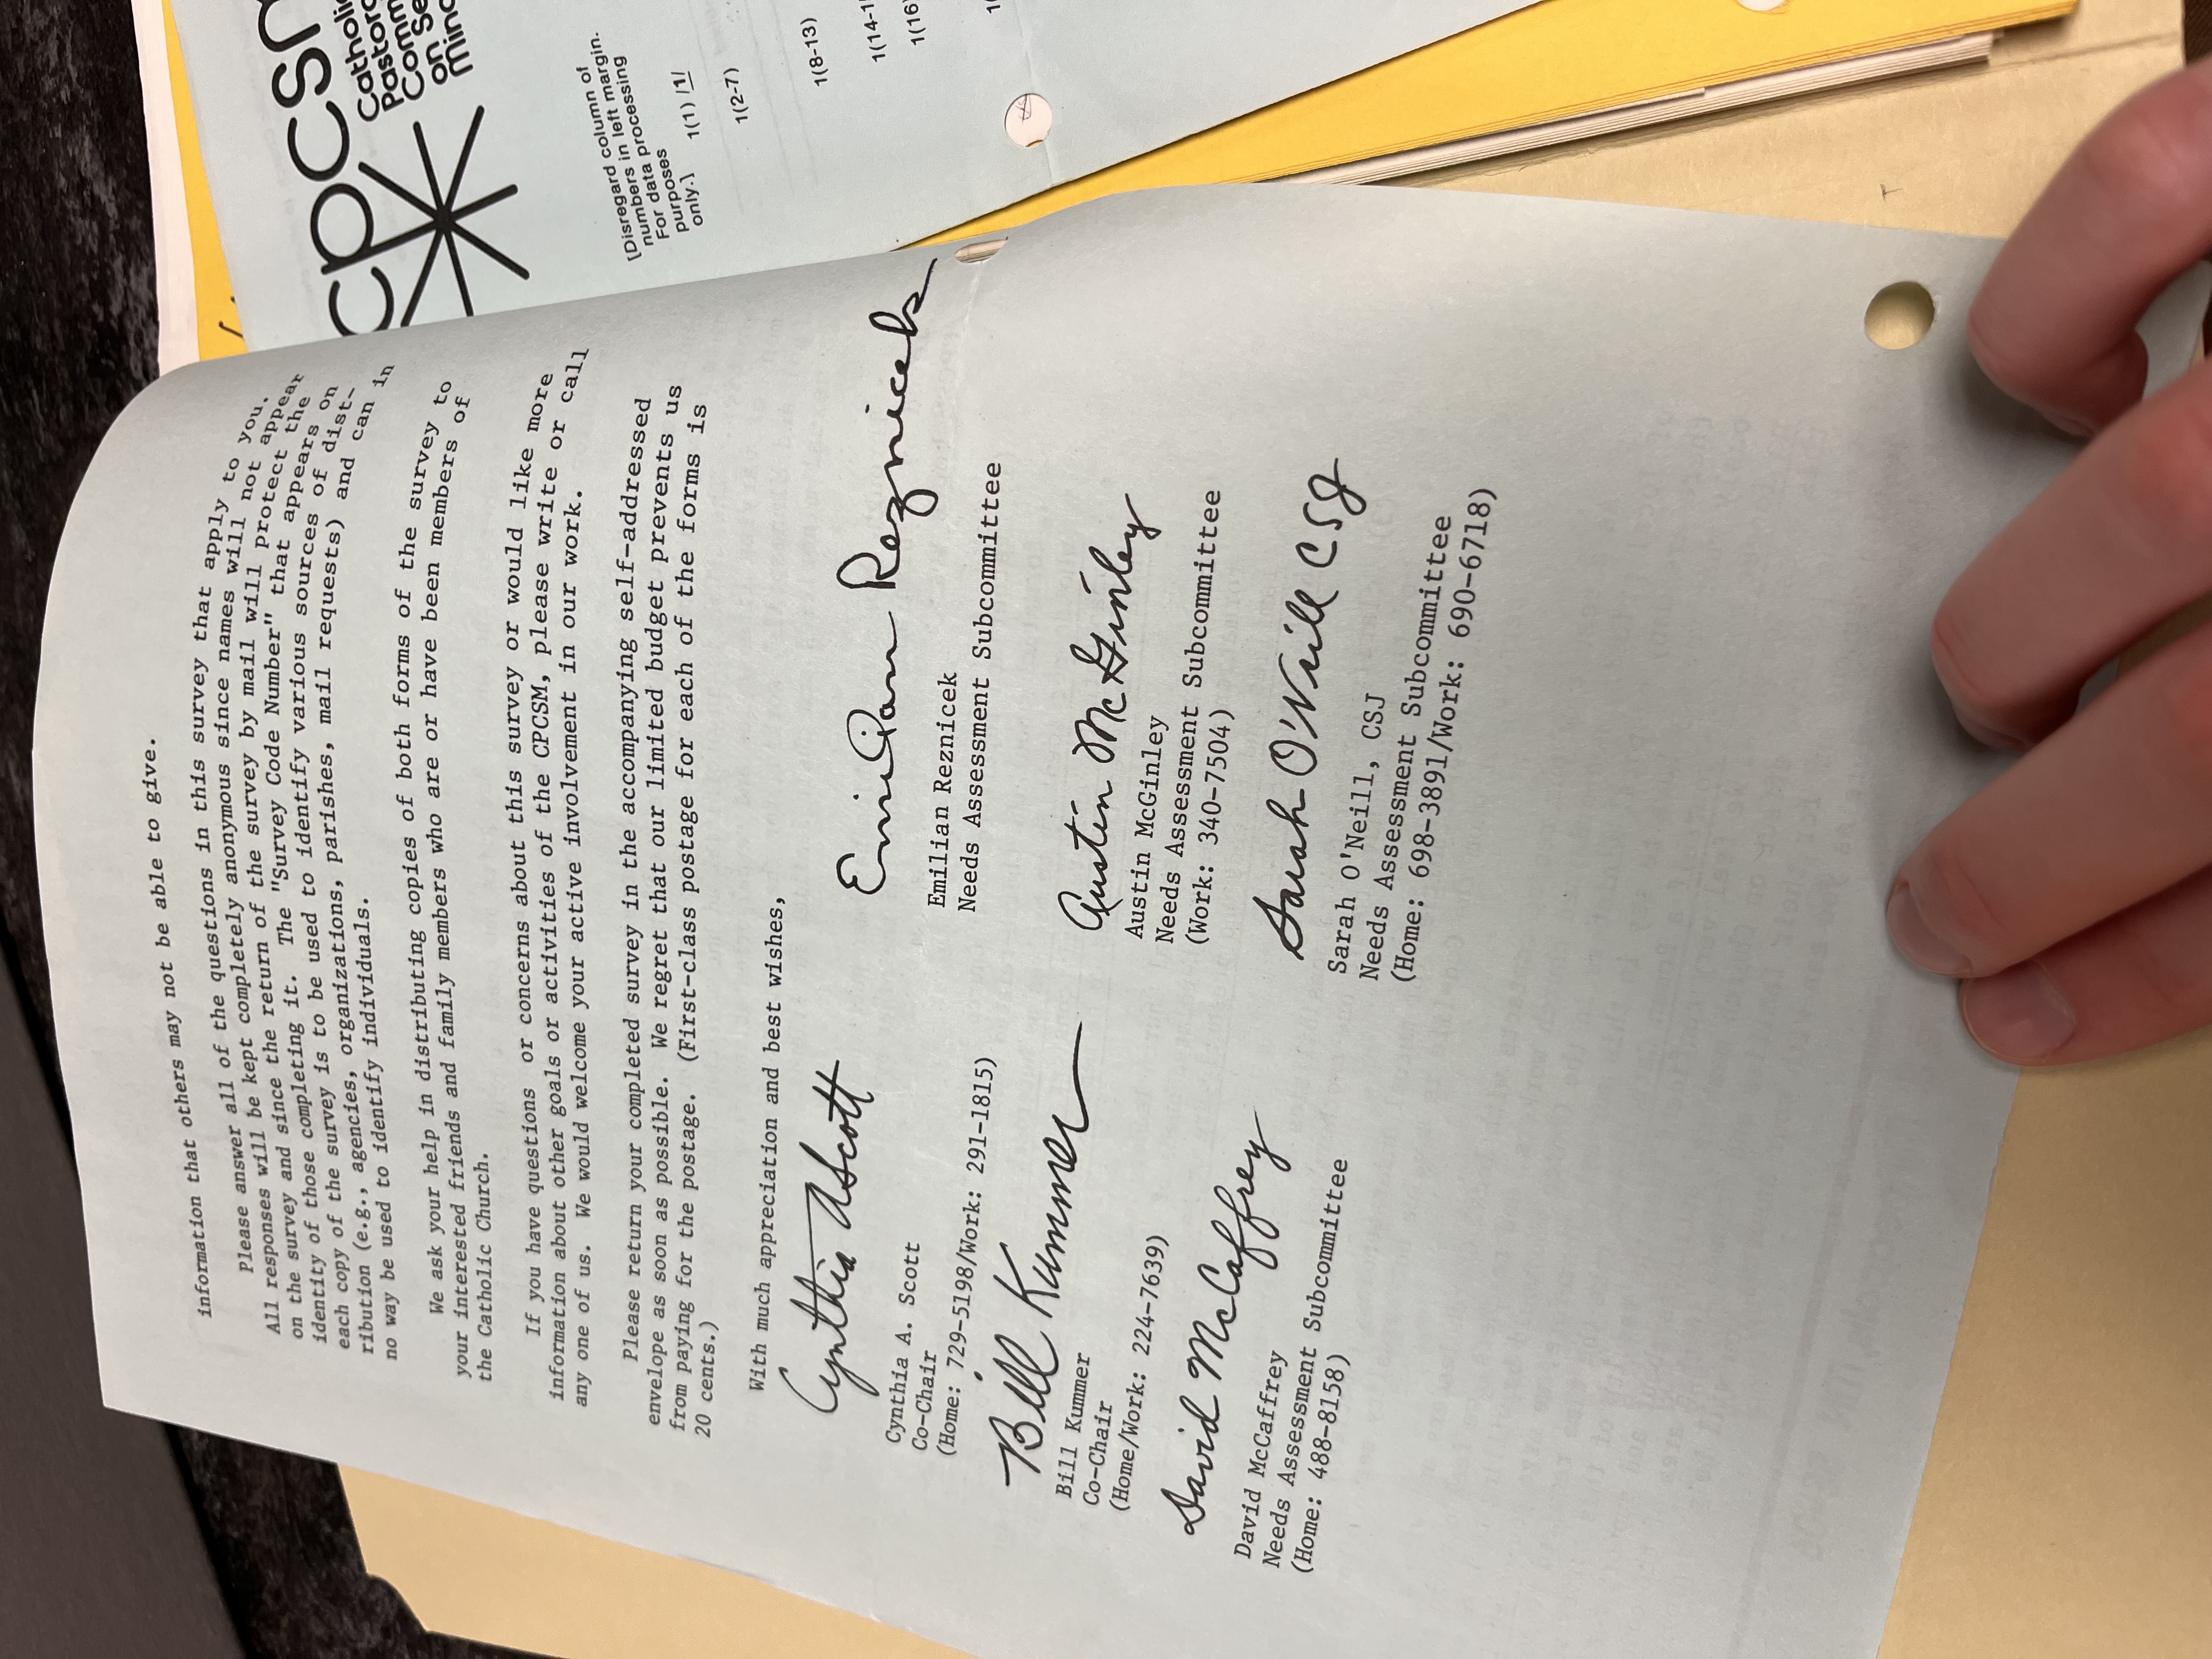 information that others may not be able to give.
Please answer all of the questions in this survey that apply to you.
All responses will be kept completely anonymous since names will not appear
on the survey and since the return of the survey by mail will protect the
identity of those completing it. The "Survey Code Number" that appears on
each copy of the survey is to be used to identify various sources of dist-
ribution (e.g., agencies, organizations, parishes, mail requests) and can in
no way be used to identify individuals.
We ask your help in distributing copies of both forms of the survey to
your interested friends and family members who are or have been members of
the Catholic Church.
If you have questions or concerns about this survey or would like more
information about other goals or activities of the CPCSM, please write or call
any one of us. We would welcome your active involvement in our work.
Please return your completed survey in the accompanying self-addressed
envelope as soon as possible. We regret that our limited budget prevents us
from paying for the postage. (First-class postage for each of the forms is
20 cents.)
With much appreciation and best wishes,
Cynthia A Scott
Cynthia A. Scott
Co-Chair
(Home: 729-5198/Work: 291-1815)
Bill Kummer
Bill Kummer
Co-Chair
(Home/Work: 224-7639)
David McCaffrey
David McCaffrey
Needs Assessment Subcommittee
(Home: 488-8158)
Emilian Reznicek
Emilian Reznicek
Needs Assessment Subcommittee
Austin McGinley
Austin McGinley
Needs Assessment Subcommittee
(Work: 340-7504)
Sarah O'Neill CSJ
Sarah O'Neill, CSJ
Needs Assessment Subcommittee
(Home: 698-3891/Work: 690-6718)
cpcsm
Catholic
Pastoral
Comm
on Se
Mino
[Disregard column of
numbers in left margin.
For data processing
purposes
only.]
1(1) /1/
1(2-7)
1(8-13)
1(14-1
1(16)
1(